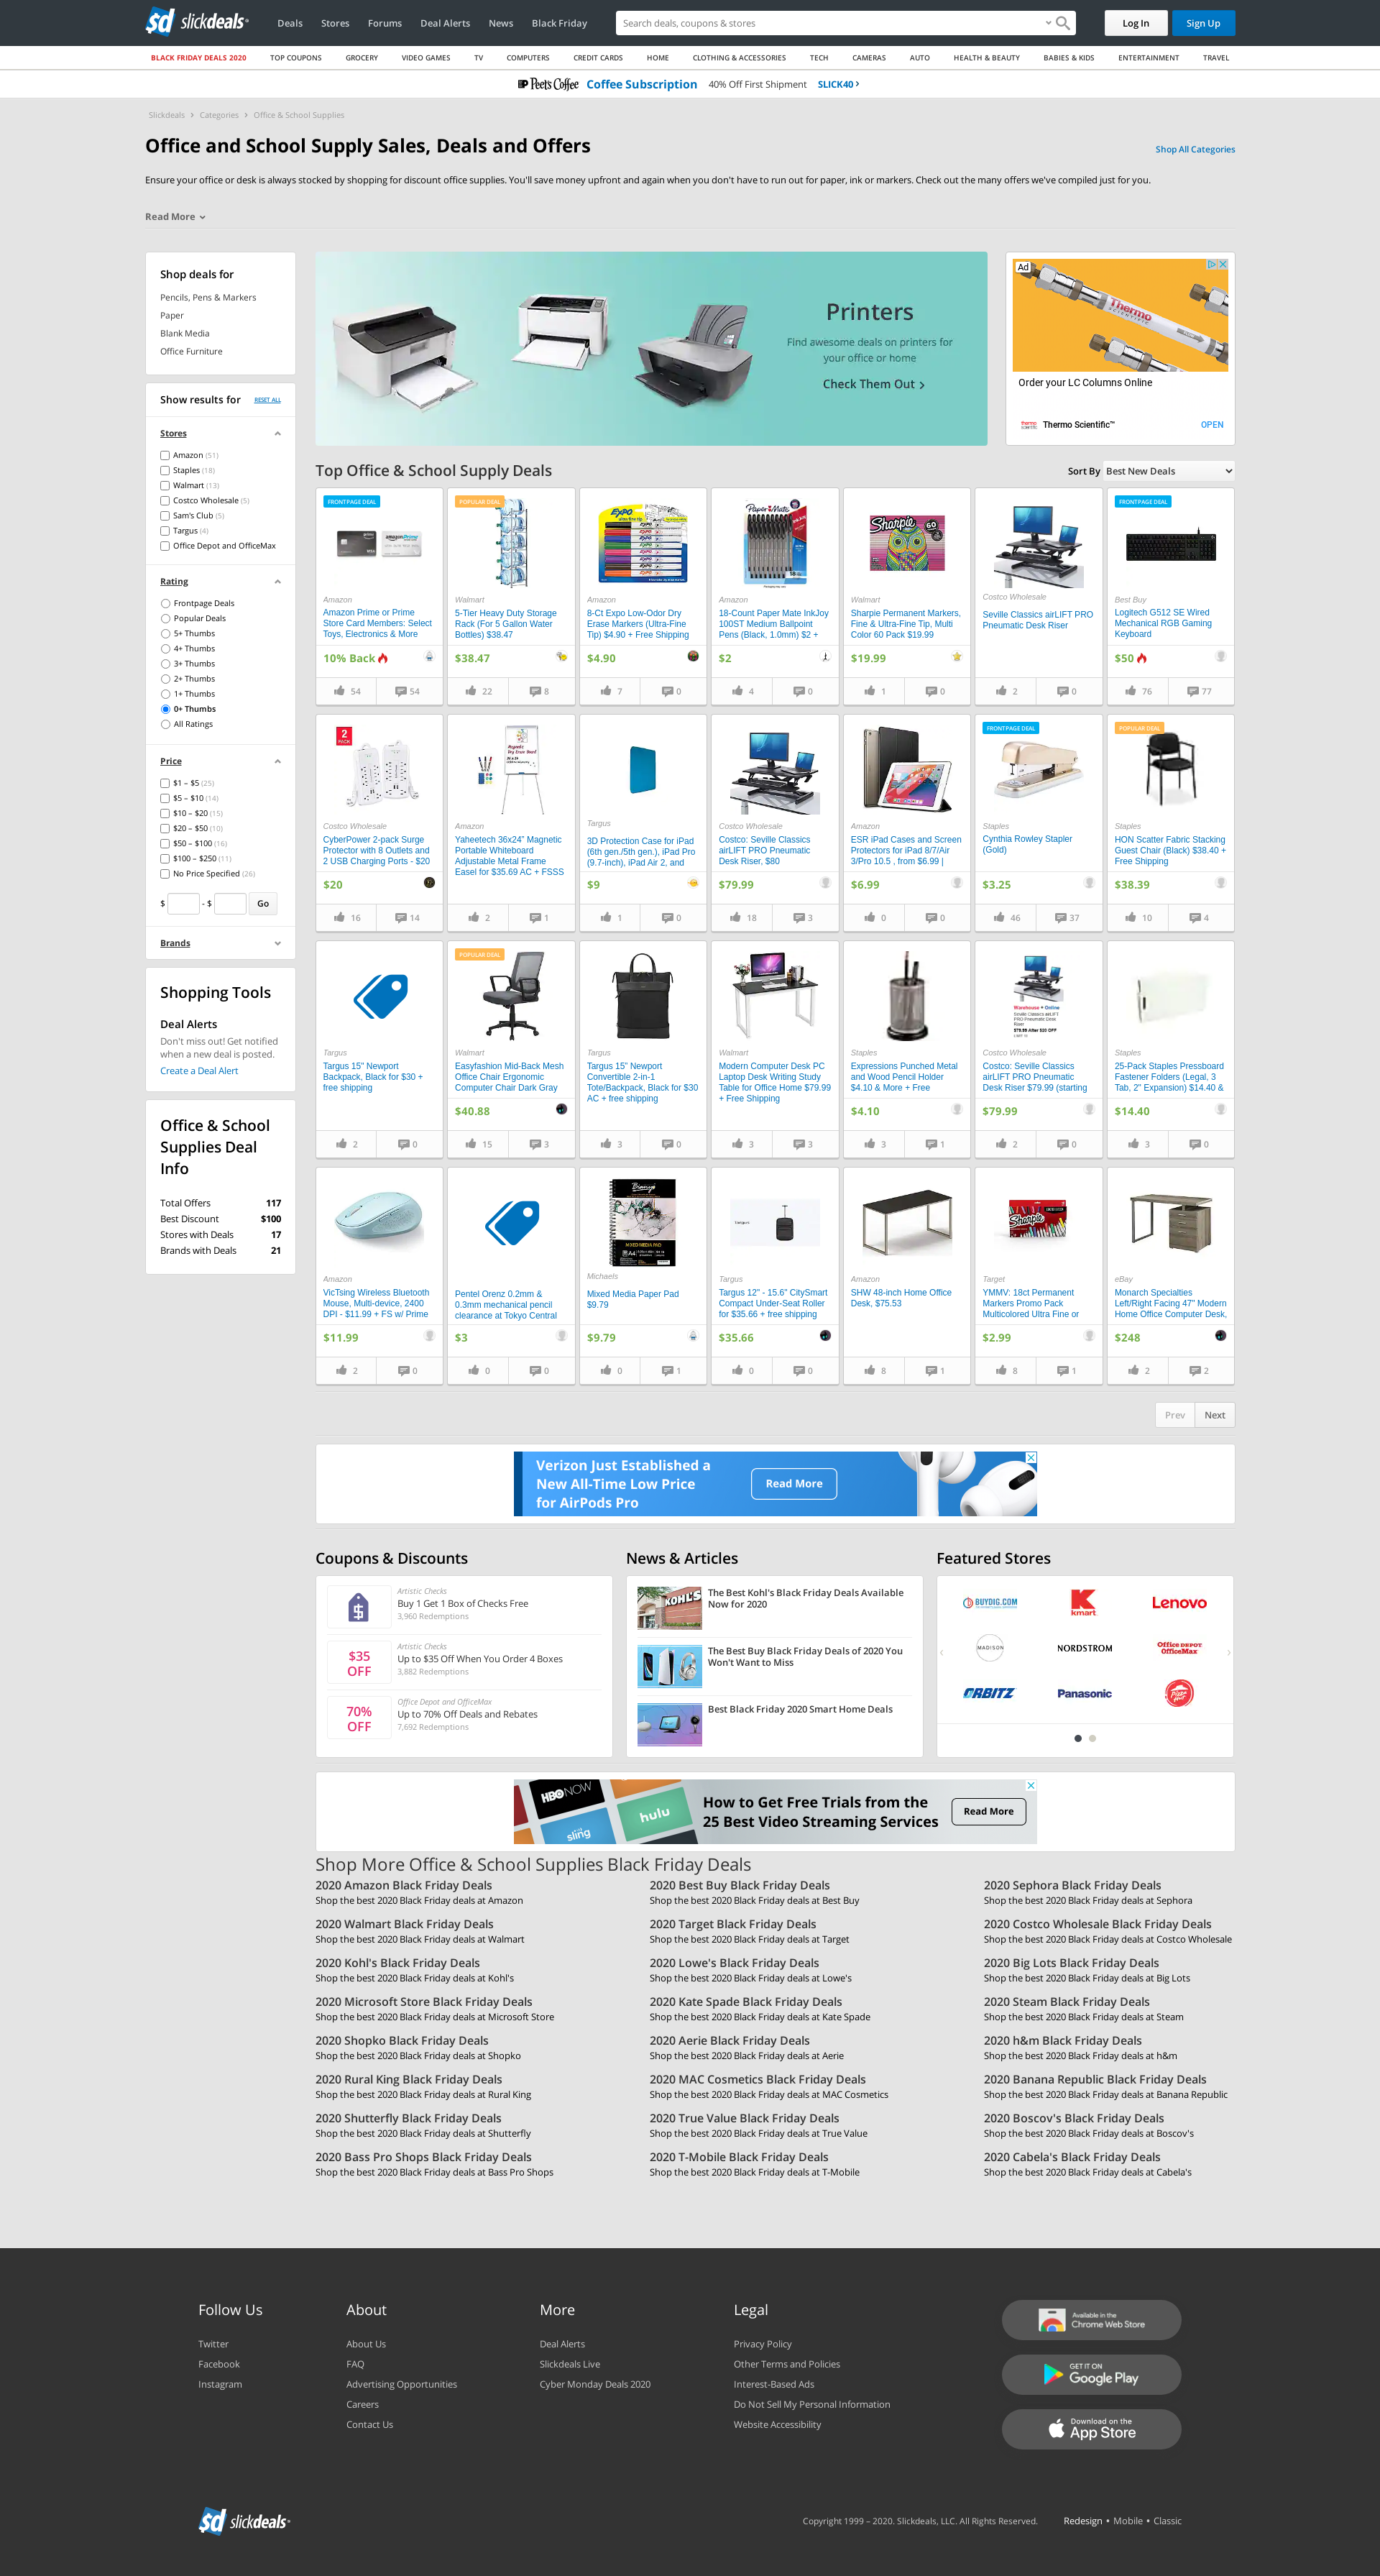 sd slickdeals
Deals Stores Forums Deal Alerts News Black Friday
Search deals, coupons & stores
Log In Sign Up
BLACK FRIDAY DEALS 2020 TOP COUPONS GROCERY VIDEO GAMES TV COMPUTERS CREDIT CARDS HOME CLOTHING & ACCESSORIES TECH CAMERAS AUTO HEALTH & BEAUTY BABIES & KIDS ENTERTAINMENT TRAVEL
Peet's Coffee Coffee Subscription 40% Off First Shipment SLICK40
Slickdeals › Categories › Office & School Supplies
Office and School Supply Sales, Deals and Offers
Shop All Categories
Ensure your office or desk is always stocked by shopping for discount office supplies. You'll save money upfront and again when you don't have to run out for paper, ink or markers. Check out the many offers we've compiled just for you.
Read More
Shop deals for
Pencils, Pens & Markers
Paper
Blank Media
Office Furniture
Show results for RESET ALL
Stores
Amazon (51)
Staples (18)
Walmart (13)
Costco Wholesale (5)
Sam's Club (5)
Targus (4)
Office Depot and OfficeMax
Rating
Frontpage Deals
Popular Deals
5+ Thumbs
4+ Thumbs
3+ Thumbs
2+ Thumbs
1+ Thumbs
0+ Thumbs
All Ratings
Price
$1 – $5 (25)
$5 – $10 (14)
$10 – $20 (15)
$20 – $50 (10)
$50 – $100 (16)
$100 – $250 (11)
No Price Specified (26)
$ - $ Go
Brands
Shopping Tools
Deal Alerts
Don't miss out! Get notified
when a new deal is posted.
Create a Deal Alert
Office & School
Supplies Deal
Info
Total Offers 117
Best Discount $100
Stores with Deals 17
Brands with Deals 21
Printers
Find awesome deals on printers for
your office or home
Check Them Out
Ad
Thermo
SCIENTIFIC
Order your LC Columns Online
Thermo Scientific™ OPEN
Top Office & School Supply Deals
Sort By Best New Deals
FRONTPAGE DEAL
Amazon
Amazon Prime or Prime
Store Card Members: Select
Toys, Electronics & More
10% Back
54 54
POPULAR DEAL
Walmart
5-Tier Heavy Duty Storage
Rack (For 5 Gallon Water
Bottles) $38.47
$38.47
22 8
EXPO
Amazon
8-Ct Expo Low-Odor Dry
Erase Markers (Ultra-Fine
Tip) $4.90 + Free Shipping
$4.90
7 0
Paper Mate
Amazon
18-Count Paper Mate InkJoy
100ST Medium Ballpoint
Pens (Black, 1.0mm) $2 +
$2
4 0
Sharpie 60
Walmart
Sharpie Permanent Markers,
Fine & Ultra-Fine Tip, Multi
Color 60 Pack $19.99
$19.99
1 0
Costco Wholesale
Seville Classics airLIFT PRO
Pneumatic Desk Riser
2 0
FRONTPAGE DEAL
Best Buy
Logitech G512 SE Wired
Mechanical RGB Gaming
Keyboard
$50
76 77
2 PACK
Costco Wholesale
CyberPower 2-pack Surge
Protector with 8 Outlets and
2 USB Charging Ports - $20
$20
16 14
Magnetic
Dry Erase Board
Amazon
Yaheetech 36x24" Magnetic
Portable Whiteboard
Adjustable Metal Frame
Easel for $35.69 AC + FSSS
2 1
Targus
3D Protection Case for iPad
(6th gen./5th gen.), iPad Pro
(9.7-inch), iPad Air 2, and
$9
1 0
Costco Wholesale
Costco: Seville Classics
airLIFT PRO Pneumatic
Desk Riser, $80
$79.99
18 3
Amazon
ESR iPad Cases and Screen
Protectors for iPad 8/7/Air
3/Pro 10.5 , from $6.99 |
$6.99
0 0
FRONTPAGE DEAL
Staples
Cynthia Rowley Stapler
(Gold)
$3.25
46 37
POPULAR DEAL
Staples
HON Scatter Fabric Stacking
Guest Chair (Black) $38.40 +
Free Shipping
$38.39
10 4
Targus
Targus 15" Newport
Backpack, Black for $30 +
free shipping
2 0
POPULAR DEAL
Walmart
Easyfashion Mid-Back Mesh
Office Chair Ergonomic
Computer Chair Dark Gray
$40.88
15 3
Targus
Targus 15" Newport
Convertible 2-in-1
Tote/Backpack, Black for $30
AC + free shipping
3 0
Walmart
Modern Computer Desk PC
Laptop Desk Writing Study
Table for Office Home $79.99
+ Free Shipping
3 3
Staples
Expressions Punched Metal
and Wood Pencil Holder
$4.10 & More + Free
$4.10
3 1
Warehouse + Online
Seville Classics airLIFT
PRO Pneumatic Desk
Riser
$79.99 After $20 OFF
Costco Wholesale
Costco: Seville Classics
airLIFT PRO Pneumatic
Desk Riser $79.99 (starting
$79.99
2 0
Staples
25-Pack Staples Pressboard
Fastener Folders (Legal, 3
Tab, 2" Expansion) $14.40 &
$14.40
3 0
Amazon
VicTsing Wireless Bluetooth
Mouse, Multi-device, 2400
DPI - $11.99 + FS w/ Prime
$11.99
2 0
Pentel Orenz 0.2mm &
0.3mm mechanical pencil
clearance at Tokyo Central
$3
0 0
MIXED MEDIA PAD
Michaels
Mixed Media Paper Pad
$9.79
$9.79
0 1
Targus
Targus 12" - 15.6" CitySmart
Compact Under-Seat Roller
for $35.66 + free shipping
$35.66
0 0
Amazon
SHW 48-inch Home Office
Desk, $75.53
8 1
Sharpie
Target
YMMV: 18ct Permanent
Markers Promo Pack
Multicolored Ultra Fine or
$2.99
8 1
eBay
Monarch Specialties
Left/Right Facing 47" Modern
Home Office Computer Desk,
$248
2 2
Prev Next
Verizon Just Established a
New All-Time Low Price
for AirPods Pro
Read More
Coupons & Discounts
Artistic Checks
Buy 1 Get 1 Box of Checks Free
3,960 Redemptions
$35
OFF
Artistic Checks
Up to $35 Off When You Order 4 Boxes
3,882 Redemptions
70%
OFF
Office Depot and OfficeMax
Up to 70% Off Deals and Rebates
7,692 Redemptions
News & Articles
KOHL'S
The Best Kohl's Black Friday Deals Available
Now for 2020
The Best Buy Black Friday Deals of 2020 You
Won't Want to Miss
Best Black Friday 2020 Smart Home Deals
Featured Stores
BUYDIG.COM Kmart Lenovo
MADISON NORDSTROM Office DEPOT OfficeMax
ORBITZ Panasonic Pizza Hut
HBO NOW
hulu
sling
How to Get Free Trials from the
25 Best Video Streaming Services
Read More
Shop More Office & School Supplies Black Friday Deals
2020 Amazon Black Friday Deals
Shop the best 2020 Black Friday deals at Amazon
2020 Best Buy Black Friday Deals
Shop the best 2020 Black Friday deals at Best Buy
2020 Sephora Black Friday Deals
Shop the best 2020 Black Friday deals at Sephora
2020 Walmart Black Friday Deals
Shop the best 2020 Black Friday deals at Walmart
2020 Target Black Friday Deals
Shop the best 2020 Black Friday deals at Target
2020 Costco Wholesale Black Friday Deals
Shop the best 2020 Black Friday deals at Costco Wholesale
2020 Kohl's Black Friday Deals
Shop the best 2020 Black Friday deals at Kohl's
2020 Lowe's Black Friday Deals
Shop the best 2020 Black Friday deals at Lowe's
2020 Big Lots Black Friday Deals
Shop the best 2020 Black Friday deals at Big Lots
2020 Microsoft Store Black Friday Deals
Shop the best 2020 Black Friday deals at Microsoft Store
2020 Kate Spade Black Friday Deals
Shop the best 2020 Black Friday deals at Kate Spade
2020 Steam Black Friday Deals
Shop the best 2020 Black Friday deals at Steam
2020 Shopko Black Friday Deals
Shop the best 2020 Black Friday deals at Shopko
2020 Aerie Black Friday Deals
Shop the best 2020 Black Friday deals at Aerie
2020 h&m Black Friday Deals
Shop the best 2020 Black Friday deals at h&m
2020 Rural King Black Friday Deals
Shop the best 2020 Black Friday deals at Rural King
2020 MAC Cosmetics Black Friday Deals
Shop the best 2020 Black Friday deals at MAC Cosmetics
2020 Banana Republic Black Friday Deals
Shop the best 2020 Black Friday deals at Banana Republic
2020 Shutterfly Black Friday Deals
Shop the best 2020 Black Friday deals at Shutterfly
2020 True Value Black Friday Deals
Shop the best 2020 Black Friday deals at True Value
2020 Boscov's Black Friday Deals
Shop the best 2020 Black Friday deals at Boscov's
2020 Bass Pro Shops Black Friday Deals
Shop the best 2020 Black Friday deals at Bass Pro Shops
2020 T-Mobile Black Friday Deals
Shop the best 2020 Black Friday deals at T-Mobile
2020 Cabela's Black Friday Deals
Shop the best 2020 Black Friday deals at Cabela's
Follow Us
Twitter
Facebook
Instagram
About
About Us
FAQ
Advertising Opportunities
Careers
Contact Us
More
Deal Alerts
Slickdeals Live
Cyber Monday Deals 2020
Legal
Privacy Policy
Other Terms and Policies
Interest-Based Ads
Do Not Sell My Personal Information
Website Accessibility
Available in the
Chrome Web Store
GET IT ON
Google Play
Download on the
App Store
sd slickdeals
Copyright 1999 – 2020. Slickdeals, LLC. All Rights Reserved. Redesign • Mobile • Classic